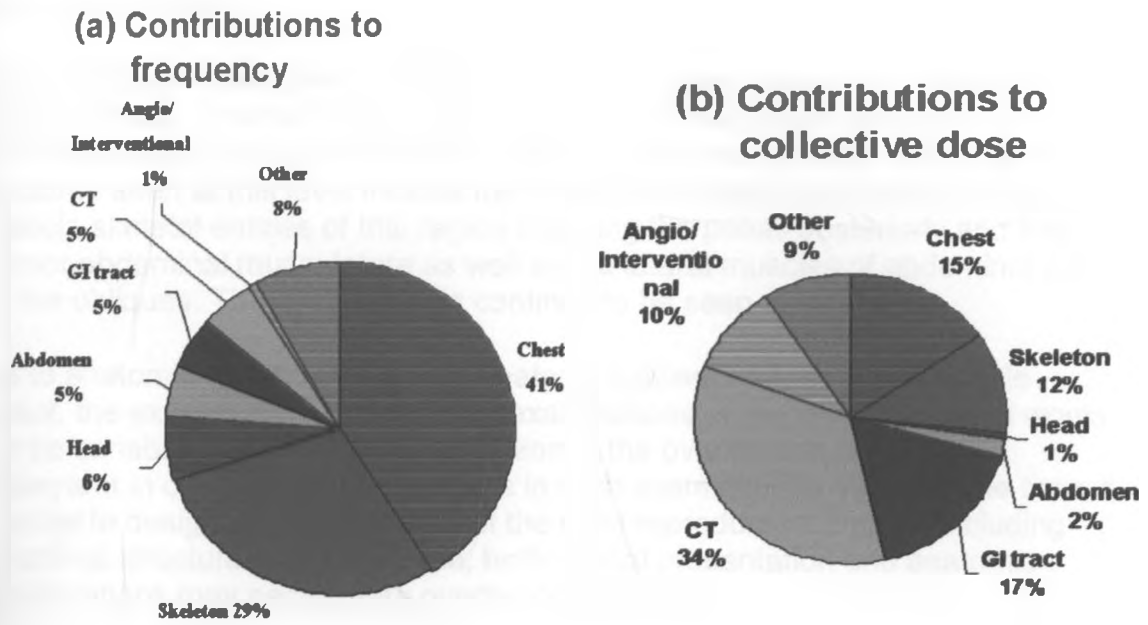 (a) Contributions to
frequency
Angio/
Interventional
1%
Other
8%
CT
5%
GI tract
5%
Abdomen
5%
Head
6%
Skeleton 29%
Chest
41%
(b) Contributions to
collective dose
Other
9%
Angio/
Interventio
nal
10%
Chest
15%
Skeleton
12%
Head
1%
Abdomen
2%
GI tract
17%
CT
34%